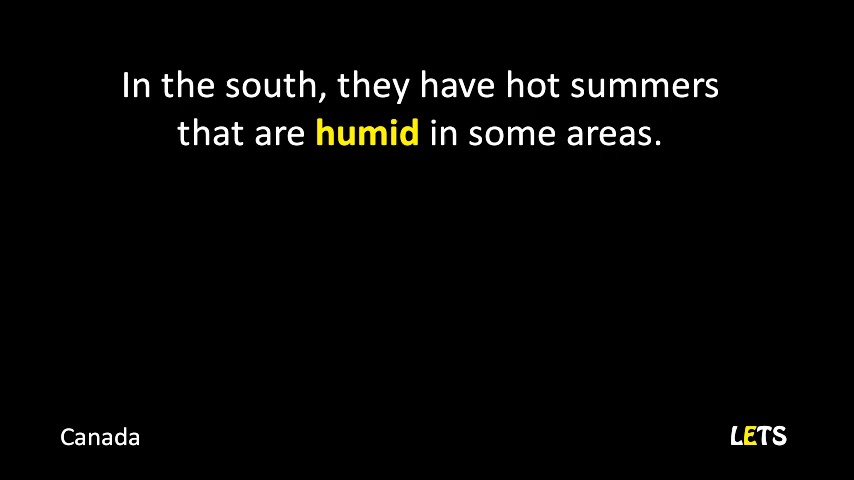 In the south, they have hot summers
that are humid in some areas.
Canada
LETS